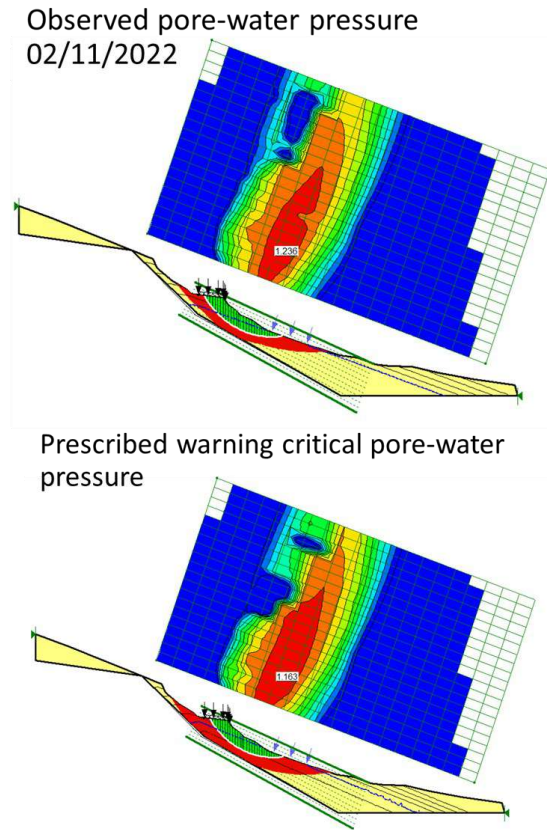 Observed pore-water pressure
02/11/2022
1.236
Prescribed warning critical pore-water
pressure
1.163